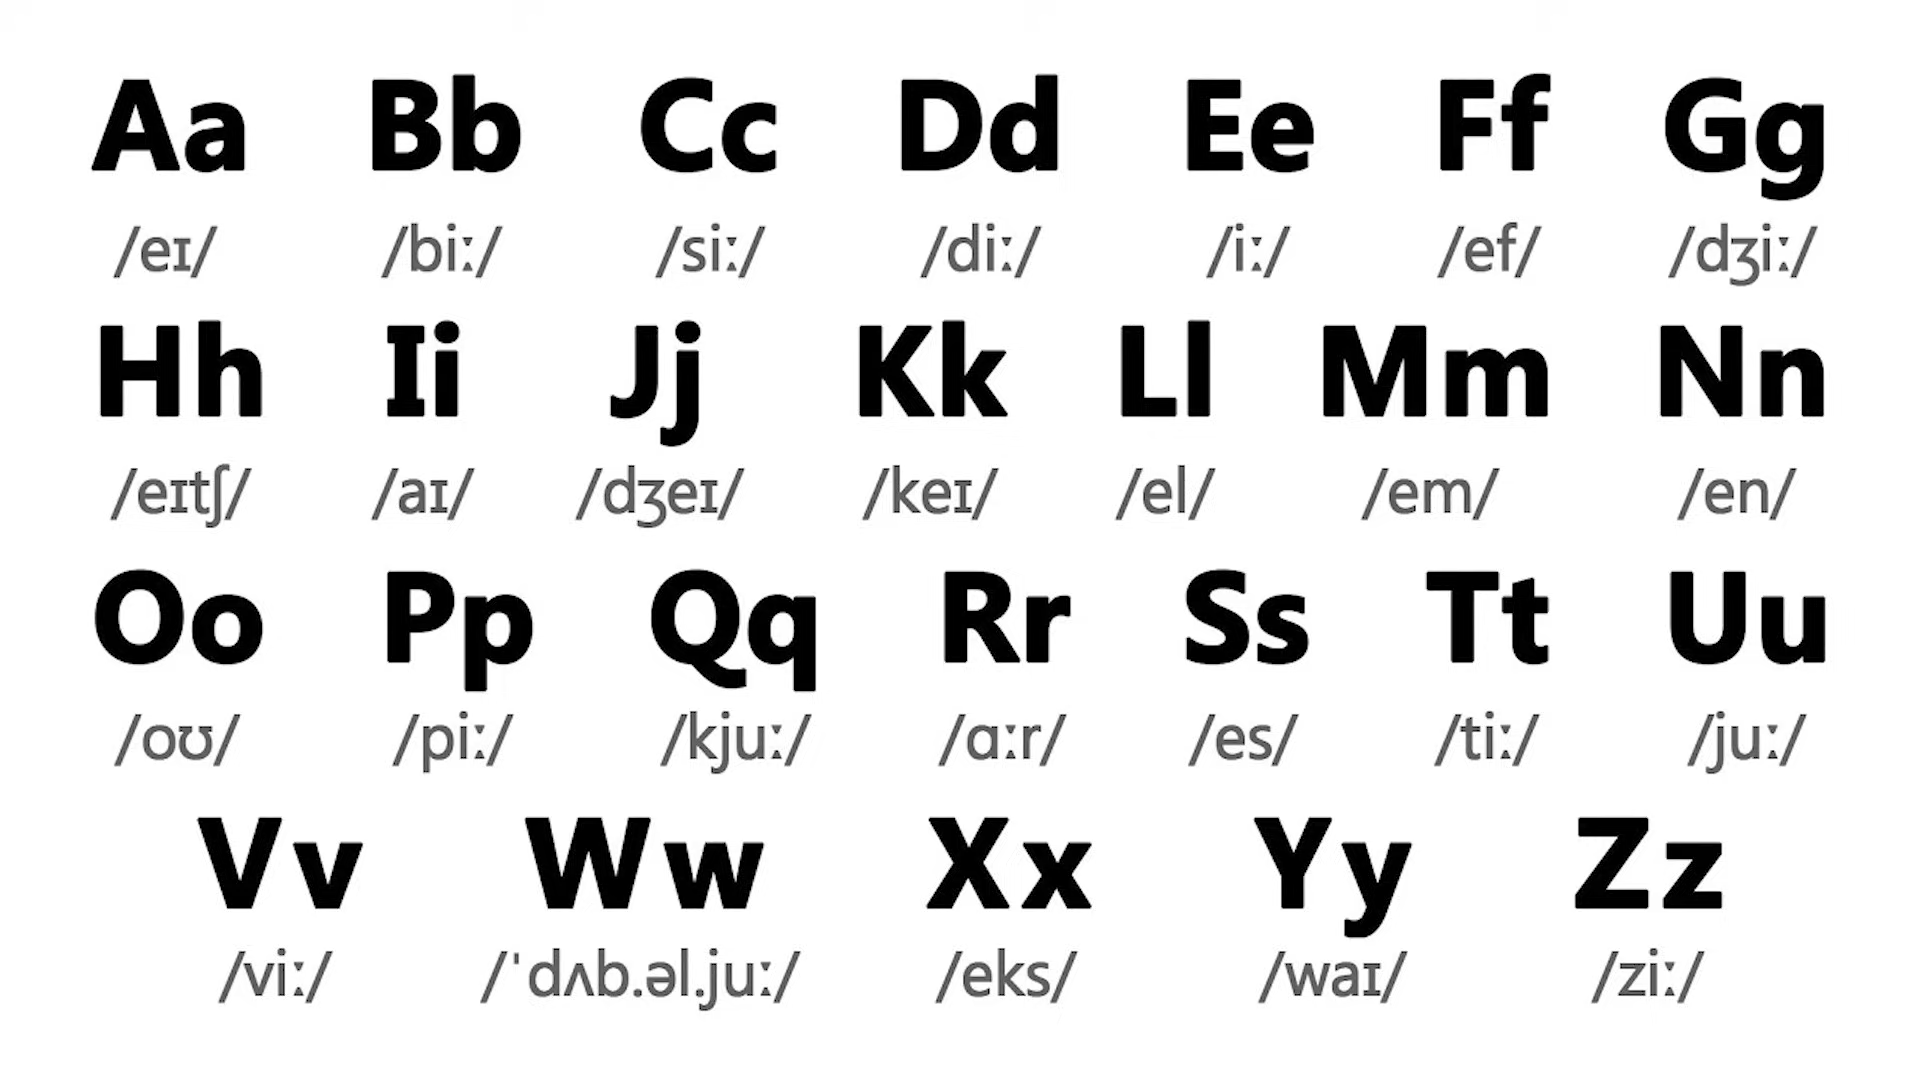 Aa Bb Cc Dd Ee Ff Gg
/eɪ/ /biː/ /siː/ /diː/ /iː/ /ef/ /dʒiː/
Hh Ii Jj Kk Ll Mm Nn
/eɪtʃ/ /aɪ/ /dʒeɪ/ /keɪ/ /el/ /em/ /en/
Oo Pp Qq Rr Ss Tt Uu
/oʊ/ /piː/ /kjuː/ /ɑːr/ /es/ /tiː/ /juː/
Vv Ww Xx Yy Zz
/viː/ /ˈdʌb.əl.juː/ /eks/ /waɪ/ /ziː/